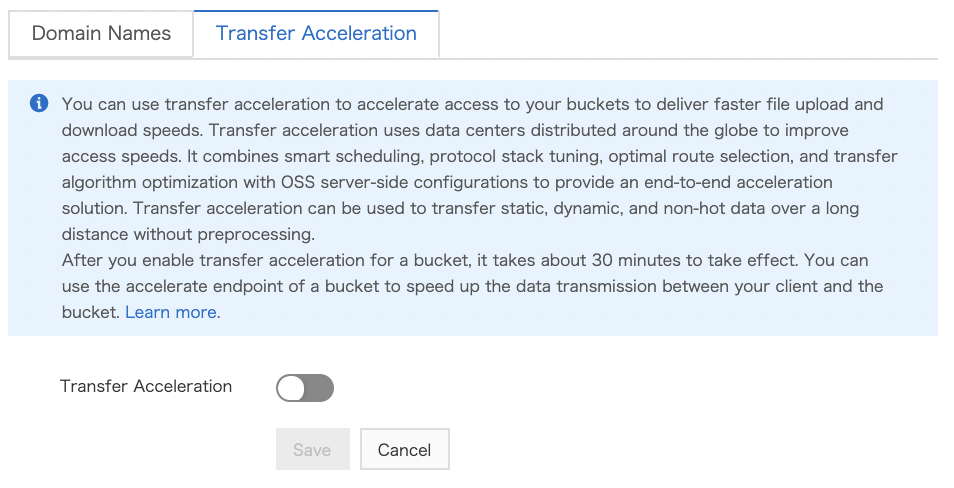 Domain Names
Transfer Acceleration
You can use transfer acceleration to accelerate access to your buckets to deliver faster file upload and
download speeds. Transfer acceleration uses data centers distributed around the globe to improve
access speeds. It combines smart scheduling, protocol stack tuning, optimal route selection, and transfer
algorithm optimization with OSS server-side configurations to provide an end-to-end acceleration
solution. Transfer acceleration can be used to transfer static, dynamic, and non-hot data over a long
distance without preprocessing.
After you enable transfer acceleration for a bucket, it takes about 30 minutes to take effect. You can
use the accelerate endpoint of a bucket to speed up the data transmission between your client and the
bucket. Learn more.
Transfer Acceleration
Save
Cancel